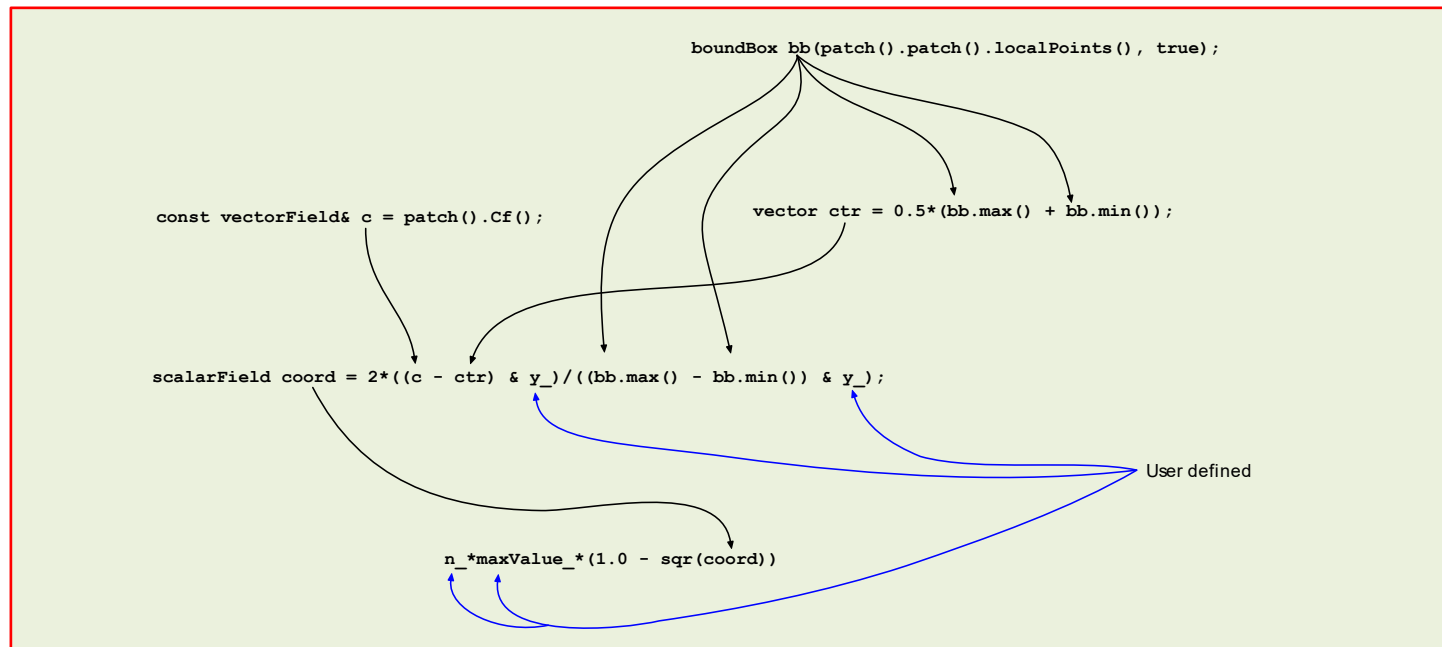 boundBox bb(patch().patch().localPoints(), true);
const vectorField& c = patch().Cf();
vector ctr = 0.5*(bb.max() + bb.min());
scalarField coord = 2*((c - ctr) & y_)/((bb.max() - bb.min()) & y_);
User defined
n_*maxValue_*(1.0 - sqr(coord))